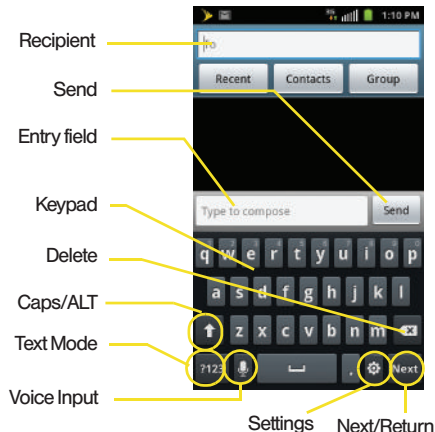 3G 1:10 PM
Recipient
To
Recent Contacts Group
Send
Entry field
Type to compose Send
Keypad
q w e r t y u i o p
Delete
a s d f g h j k l
Caps/ALT
z x c v b n m
Text Mode
?123 . Next
Voice Input
Settings Next/Return